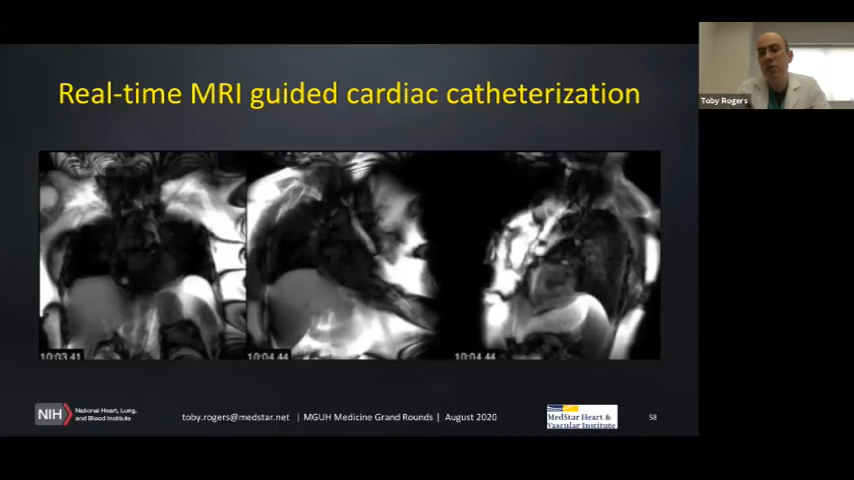 Real-time MRI guided cardiac catheterization
Toby Rogers
10:03.41
10:04.44
10:04.44
NIH
National Heart, Lung,
and Blood Institute
toby.rogers@medstar.net | MGUH Medicine Grand Rounds | August 2020
MedStar Heart &
Vascular Institute
58